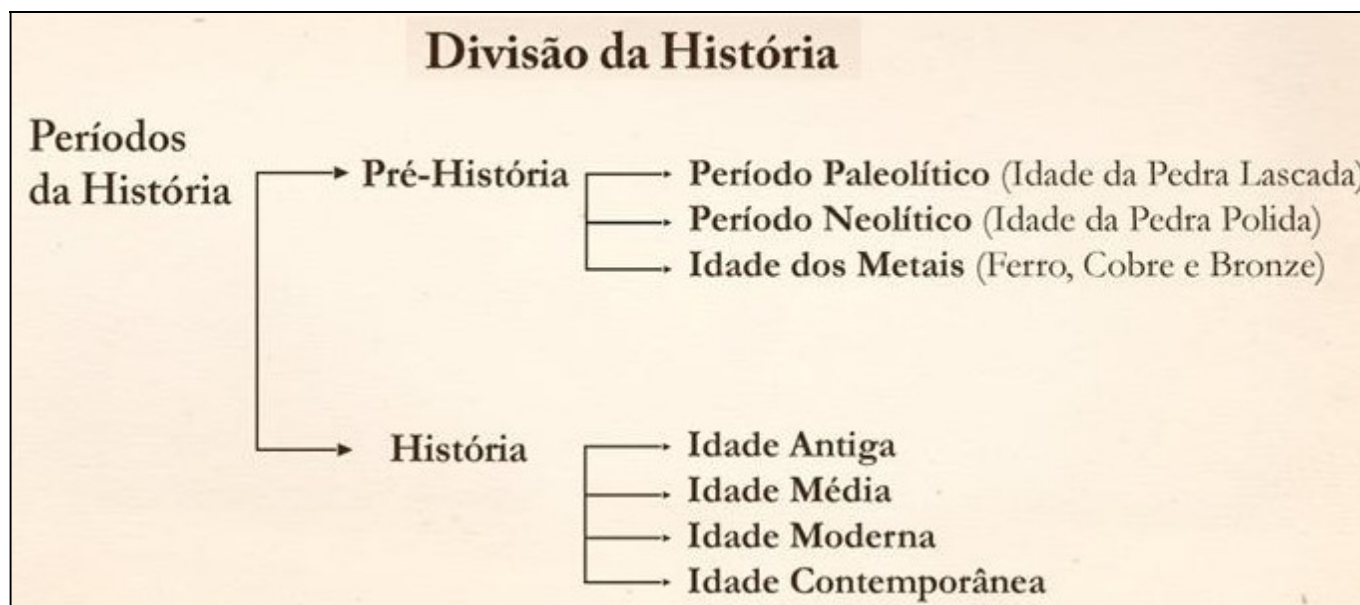 Divisão da História
Períodos
da História
Pré-História
Período Paleolítico (Idade da Pedra Lascada)
Período Neolítico (Idade da Pedra Polida)
Idade dos Metais (Ferro, Cobre e Bronze)
História
Idade Antiga
Idade Média
Idade Moderna
Idade Contemporânea